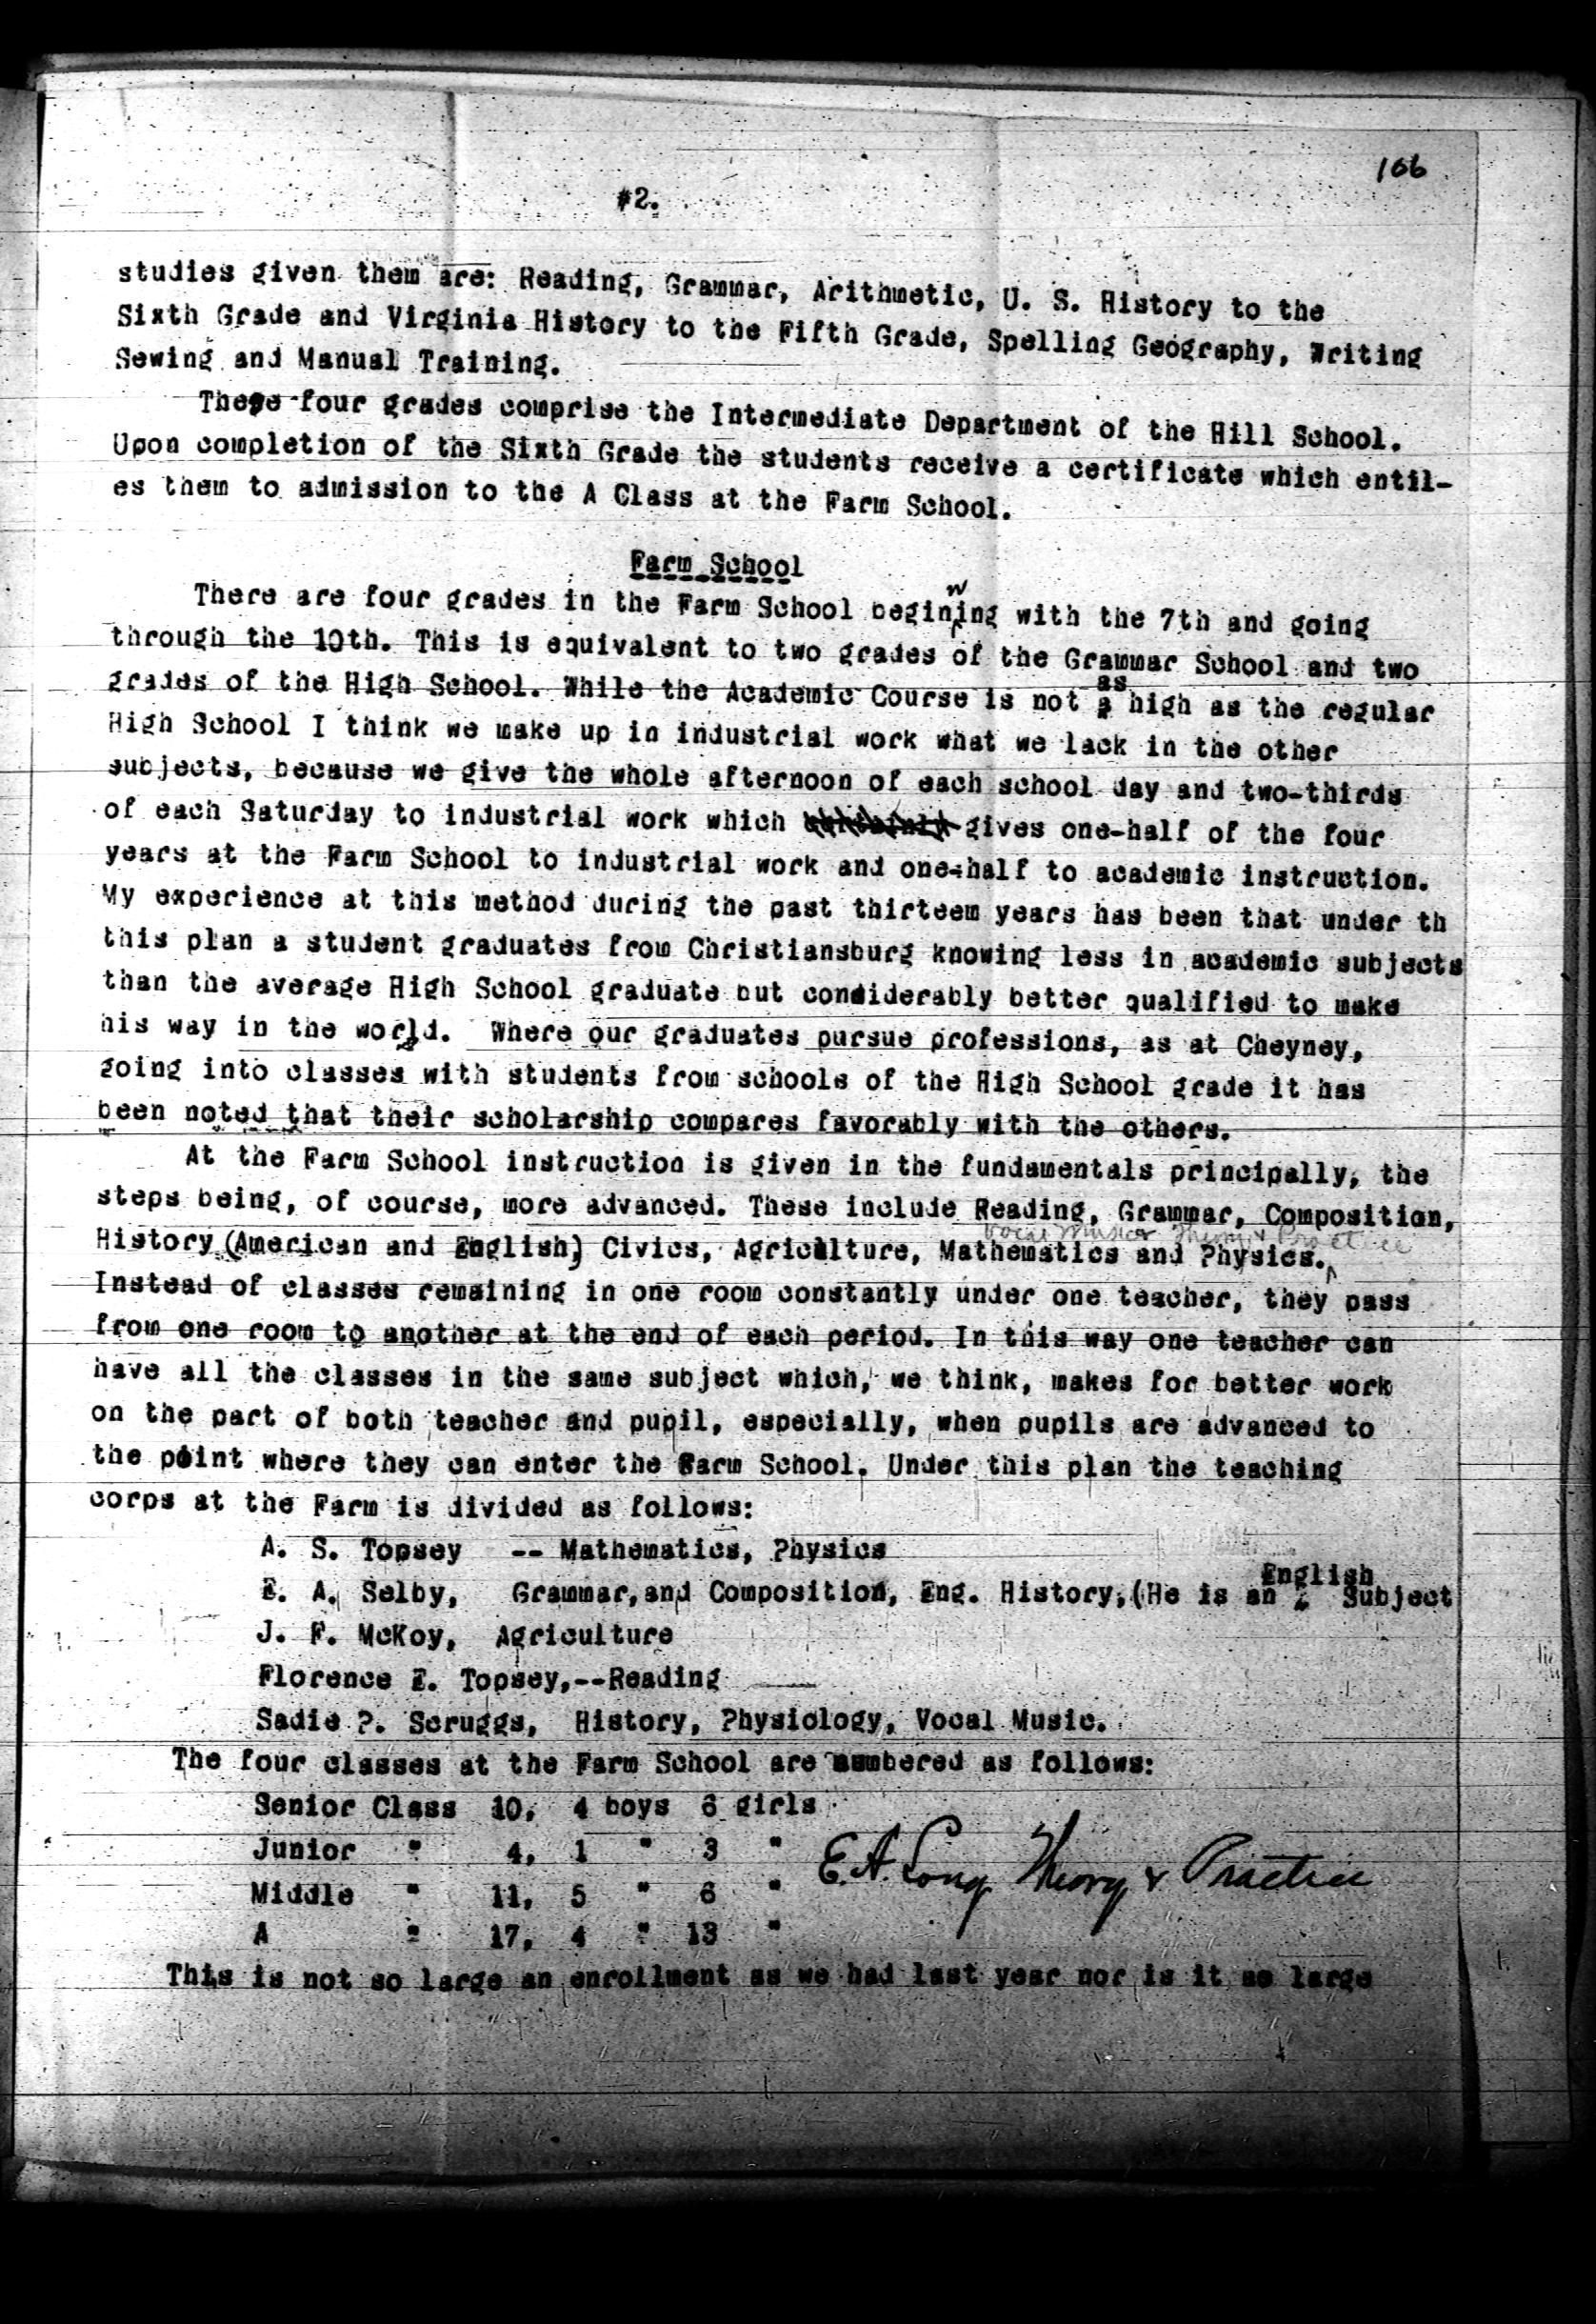 166
#2.
studies given them are: Reading, Grammar, Arithmetic, U. S. History to the
Sixth Grade and Virginia History to the Fifth Grade, Spelling Geography, Writing
Sewing and Manual Training.
These four grades comprise the Intermediate Department of the Hill School.
Upon completion of the Sixth Grade the students receive a certificate which entil-
es them to admission to the A Class at the Farm School.
Farm School
n
There are four grades in the Farm School begining with the 7th and going
through the 10th. This is equivalent to two grades of the Grammar School and two
as
grades of the High School. While the Academic Course is not high as the regular
High School I think we make up in industrial work what we lack in the other
subjects, because we give the whole afternoon of each school day and two-thirds
of each Saturday to industrial work which gives one-half of the four
years at the Farm School to industrial work and one-half to academic instruction.
My experience at this method during the past thirteem years has been that under th
this plan a student graduates from Christiansburg knowing less in academic subjects
than the average High School graduate but considerably better qualified to make
his way in the world. Where our graduates pursue professions, as at Cheyney,
going into classes with students from schools of the High School grade it has
been noted that their scholarship compares favorably with the others.
At the Farm School instruction is given in the fundamentals principally, the
steps being, of course, more advanced. These include Reading, Grammar, Composition,
Vocal Music Theory & Practice
History (American and English) Civics, Agriculture, Mathematics and Physics.
Instead of classes remaining in one room constantly under one teacher, they pass
from one room to another at the end of each period. In this way one teacher can
have all the classes in the same subject which, we think, makes for better work
on the part of both teacher and pupil, especially, when pupils are advanced to
the point where they can enter the Farm School. Under this plan the teaching
corps at the Farm is divided as follows:
A. S. Topsey -- Mathematics, Physics
English
E. A. Selby, Grammar, and Composition, Eng. History, (He is an Subject
J. F. McKoy, Agriculture
Florence E. Topsey,--Reading
Sadie P. Scruggs, History, Physiology, Vocal Music.
The four classes at the Farm School are numbered as follows:
Senior Class 10, 4 boys 6 girls
Junior " 4, 1 " 3 "
E. A. Long Theory & Practice
Middle " 11, 5 " 6 "
A " 17, 4 " 13 "
This is not so large an enrollment as we had last year nor is it as large